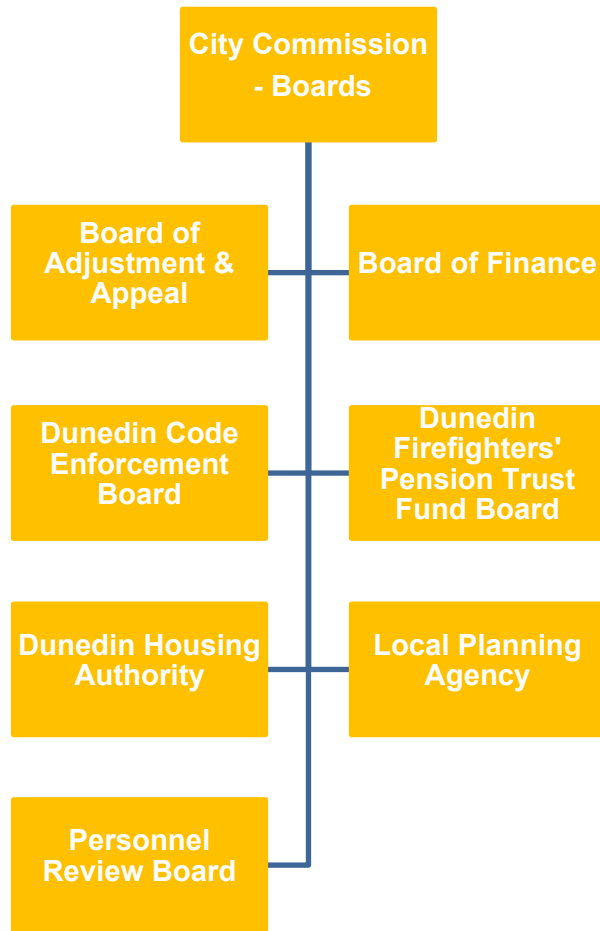 City Commission
- Boards
Board of
Adjustment &
Appeal
Board of Finance
Dunedin Code
Enforcement
Board
Dunedin
Firefighters'
Pension Trust
Fund Board
Dunedin Housing
Authority
Local Planning
Agency
Personnel
Review Board